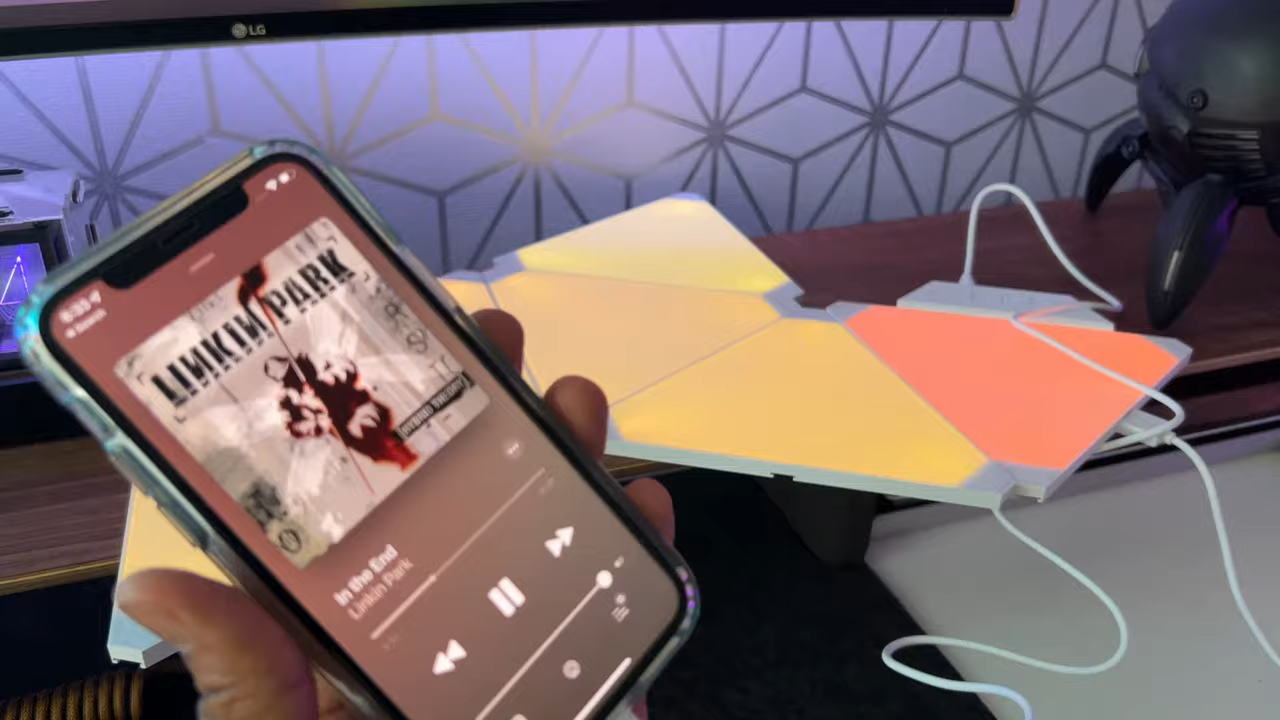 LG
LINKIN PARK
HYBRID THEORY
In the End
Linkin Park